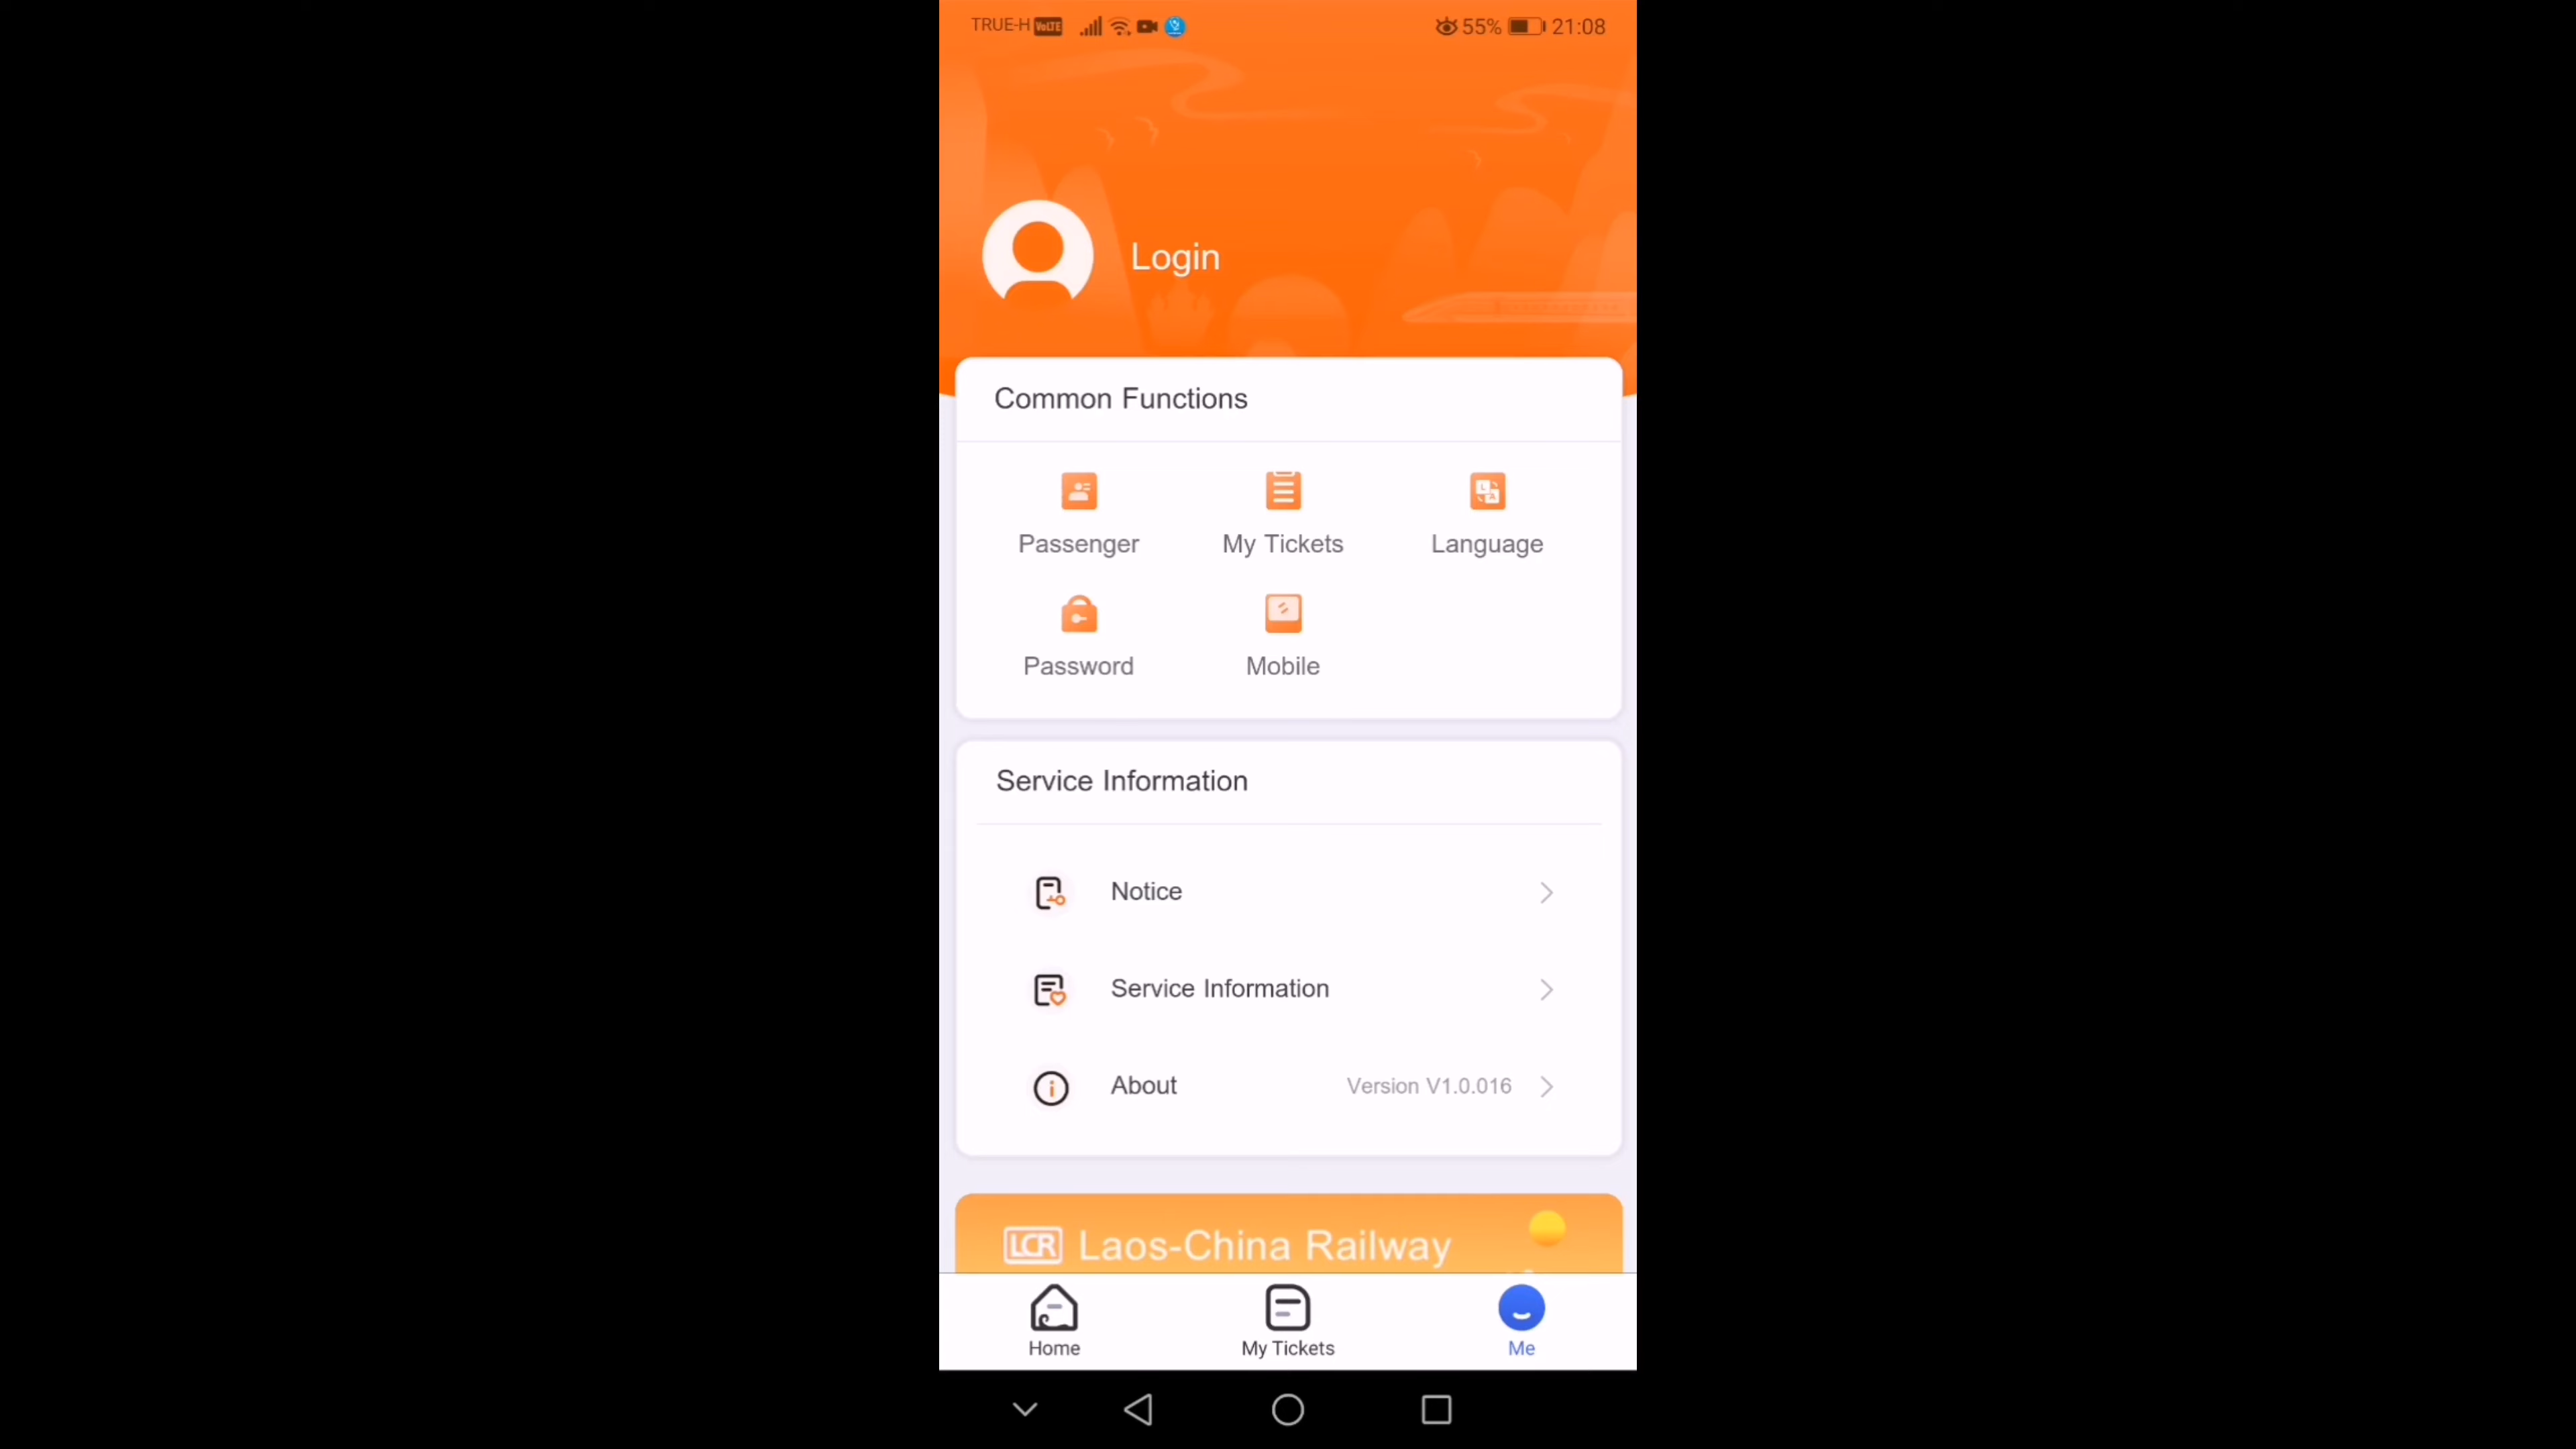 TRUE-H VoLTE 55% 21:08
Login
Common Functions
Passenger My Tickets Language
Password Mobile
Service Information
Notice
Service Information
About Version V1.0.016
LCR Laos-China Railway
Home My Tickets Me